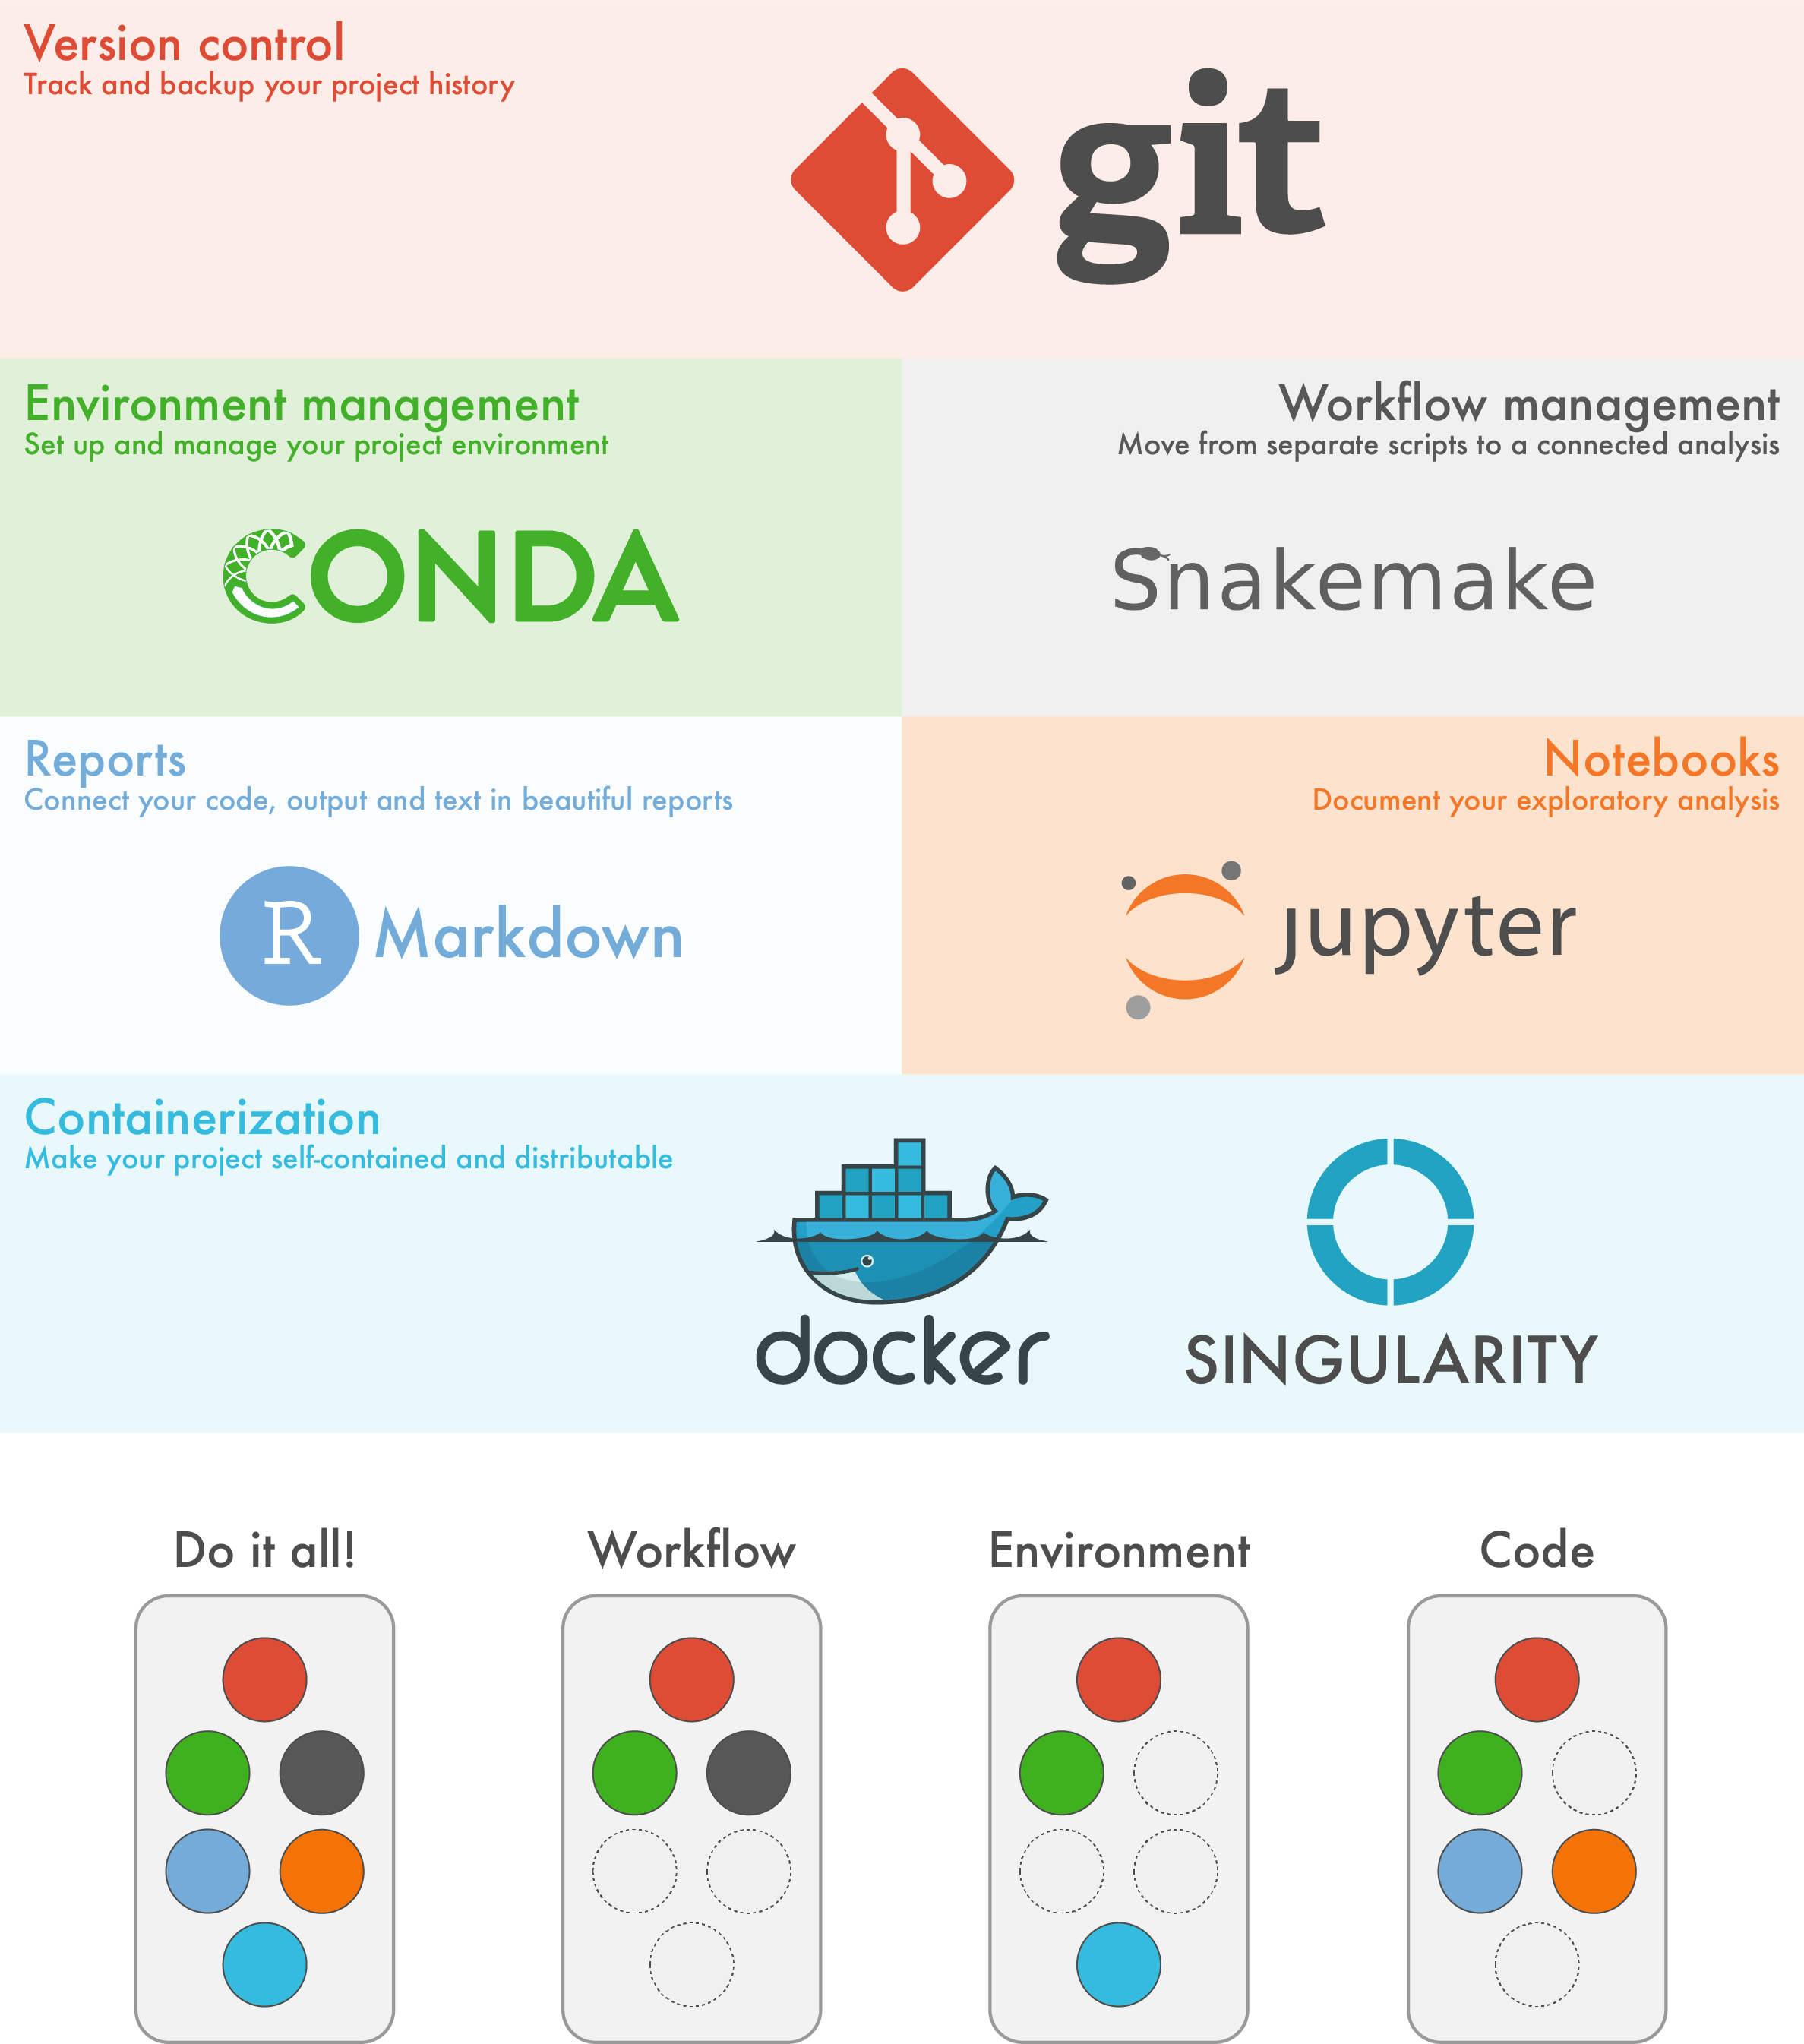 Version control
Track and backup your project history
git
Environment management
Set up and manage your project environment
CONDA
Workflow management
Move from separate scripts to a connected analysis
Snakemake
Reports
Connect your code, output and text in beautiful reports
R Markdown
Notebooks
Document your exploratory analysis
jupyter
Containerization
Make your project self-contained and distributable
docker
SINGULARITY
Do it all!
Workflow
Environment
Code